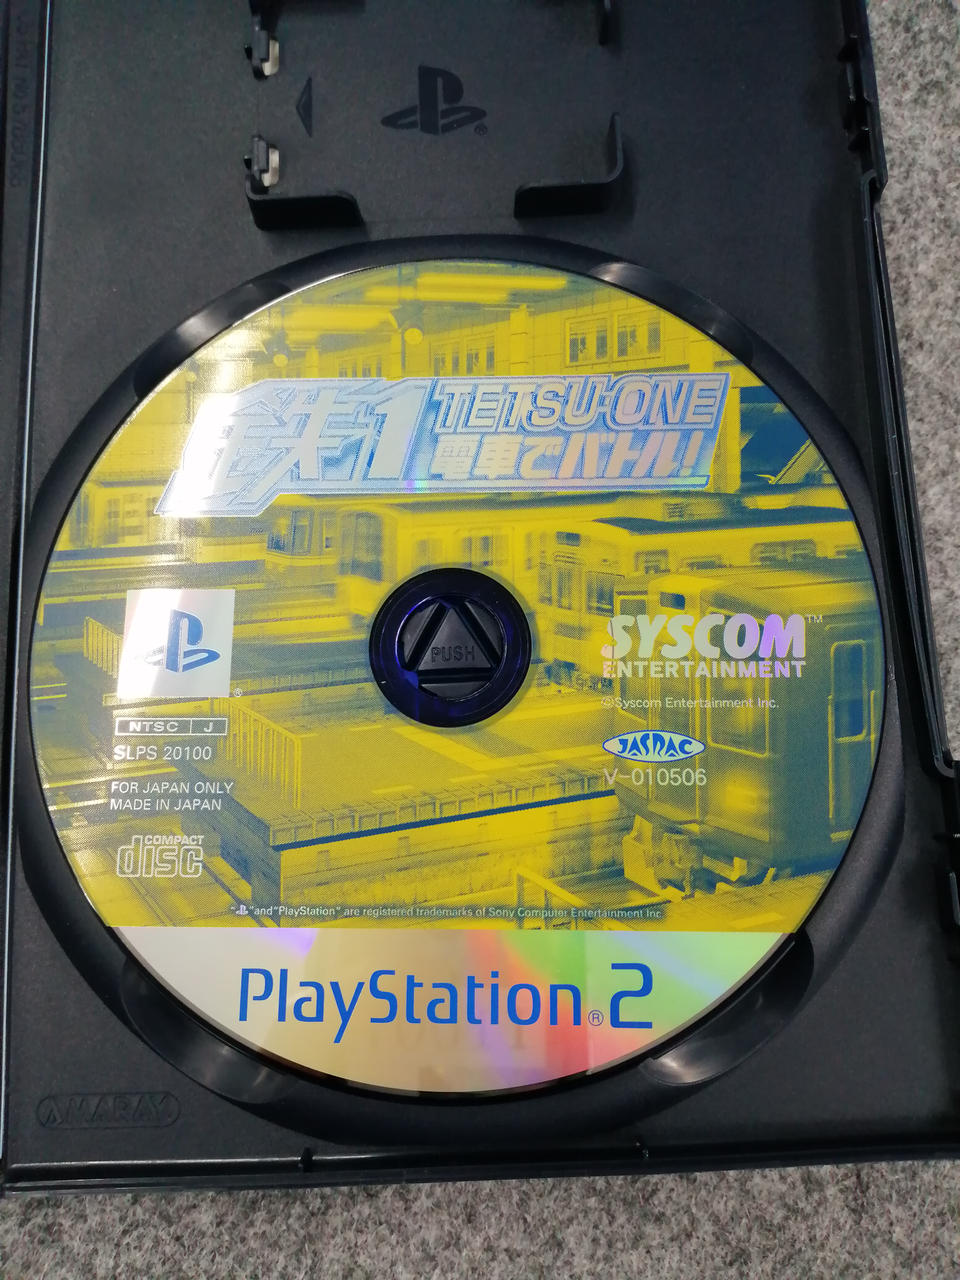 鉄1
TETSU-ONE
電車でバトル!
PUSH
SYSCOM™
ENTERTAINMENT
©Syscom Entertainment Inc.
JASRAC
V-010506
®
NTSC J
SLPS 20100
FOR JAPAN ONLY
MADE IN JAPAN
COMPACT
disc
" "and"PlayStation" are registered trademarks of Sony Computer Entertainment Inc.
PlayStation®2
AMARAY